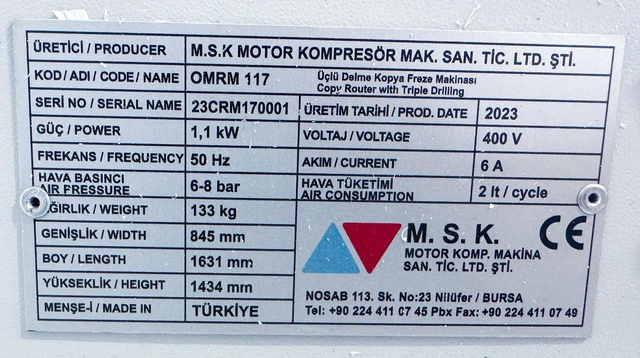 ÜRETİCİ / PRODUCER M.S.K MOTOR KOMPRESÖR MAK. SAN. TİC. LTD. ŞTİ.
KOD / ADI / CODE / NAME OMRM 117 Üçlü Delme Kopya Freze Makinası
Copy Router with Triple Drilling
SERİ NO / SERIAL NAME 23CRM170001 ÜRETİM TARİHİ / PROD. DATE 2023
GÜÇ / POWER 1,1 kW VOLTAJ / VOLTAGE 400 V
FREKANS / FREQUENCY 50 Hz AKIM / CURRENT 6 A
HAVA BASINCI HAVA TÜKETİMİ
AIR PRESSURE 6-8 bar AIR CONSUMPTION 2 lt / cycle
AĞIRLIK / WEIGHT 133 kg
GENİŞLİK / WIDTH 845 mm
BOY / LENGTH 1631 mm
YÜKSEKLİK / HEIGHT 1434 mm
MENŞE-İ / MADE IN TÜRKİYE
M. S. K. CE
MOTOR KOMP. MAKİNA
SAN. TİC. LTD. ŞTİ.
NOSAB 113. Sk. No:23 Nilüfer / BURSA
Tel: +90 224 411 07 45 Pbx Fax: +90 224 411 07 49